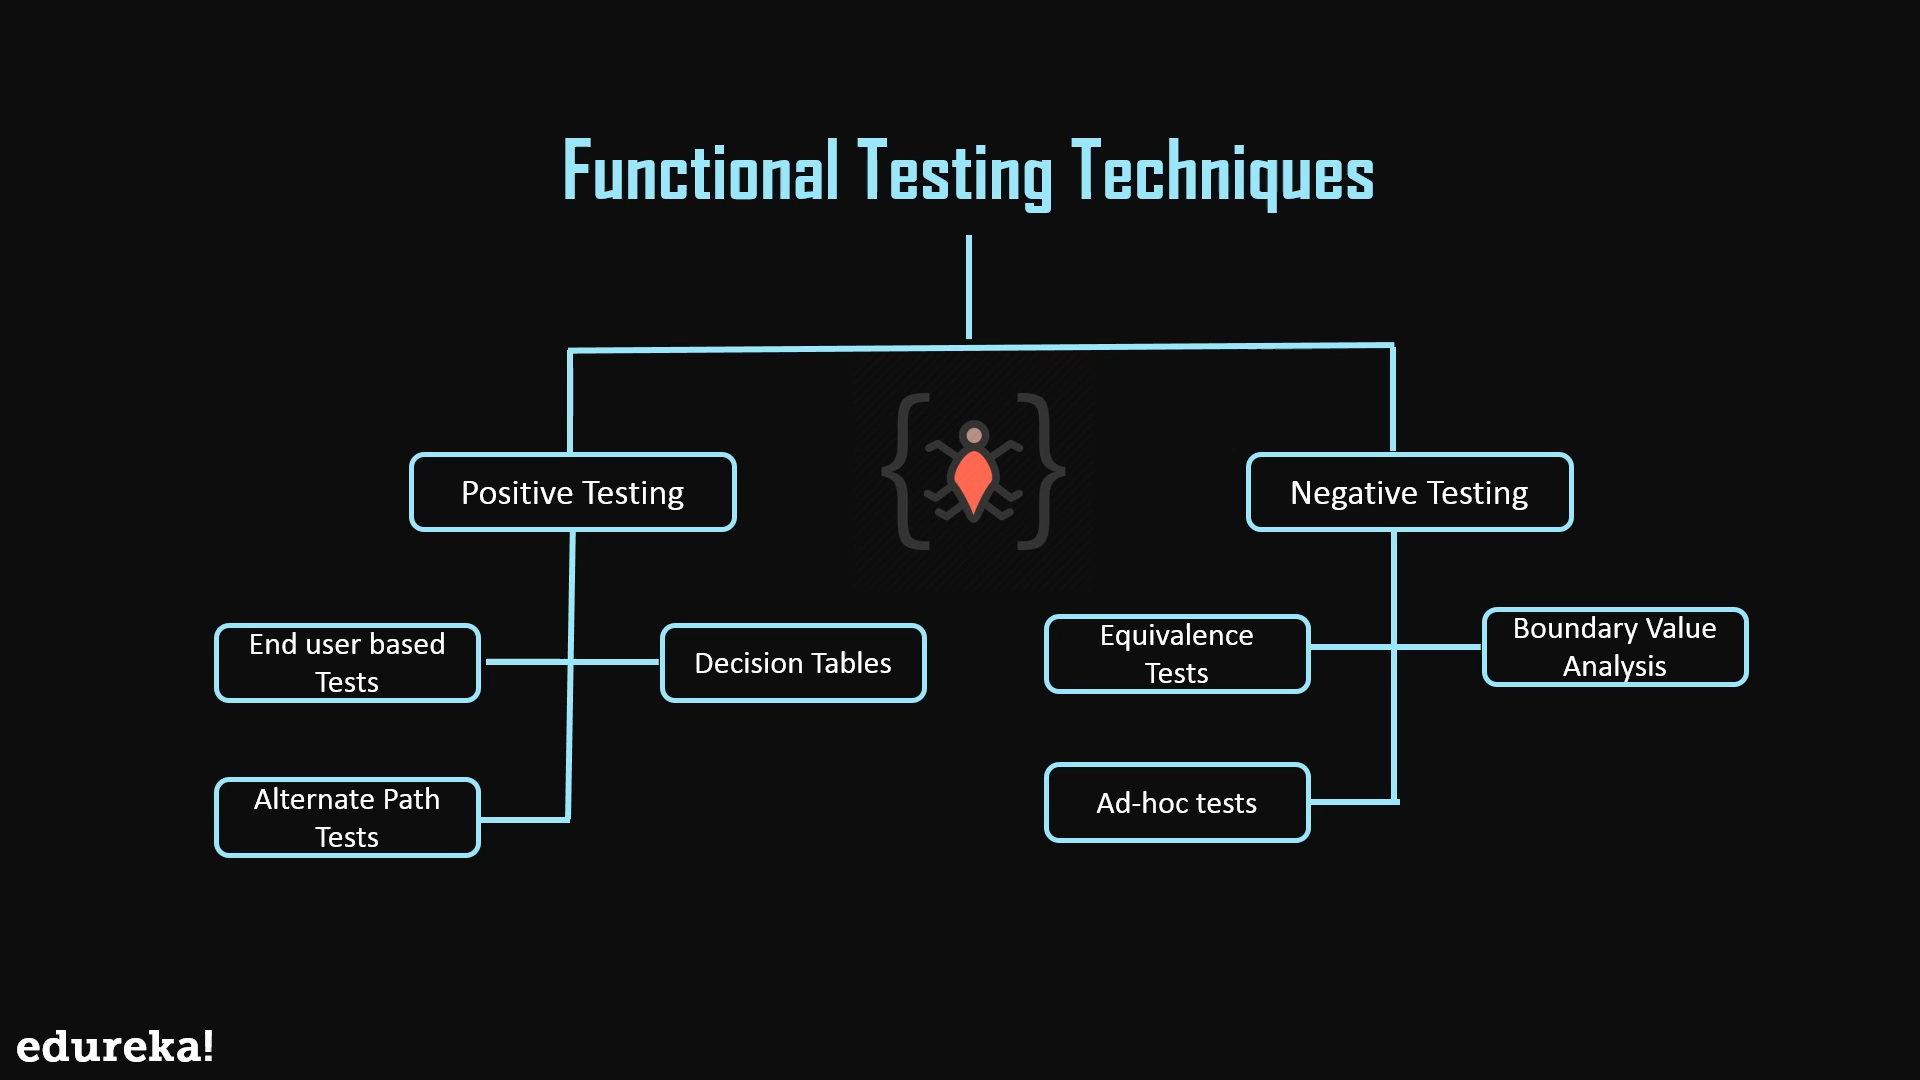 Functional Testing Techniques
Positive Testing
Negative Testing
End user based
Tests
Decision Tables
Equivalence
Tests
Boundary Value
Analysis
Alternate Path
Tests
Ad-hoc tests
edureka!